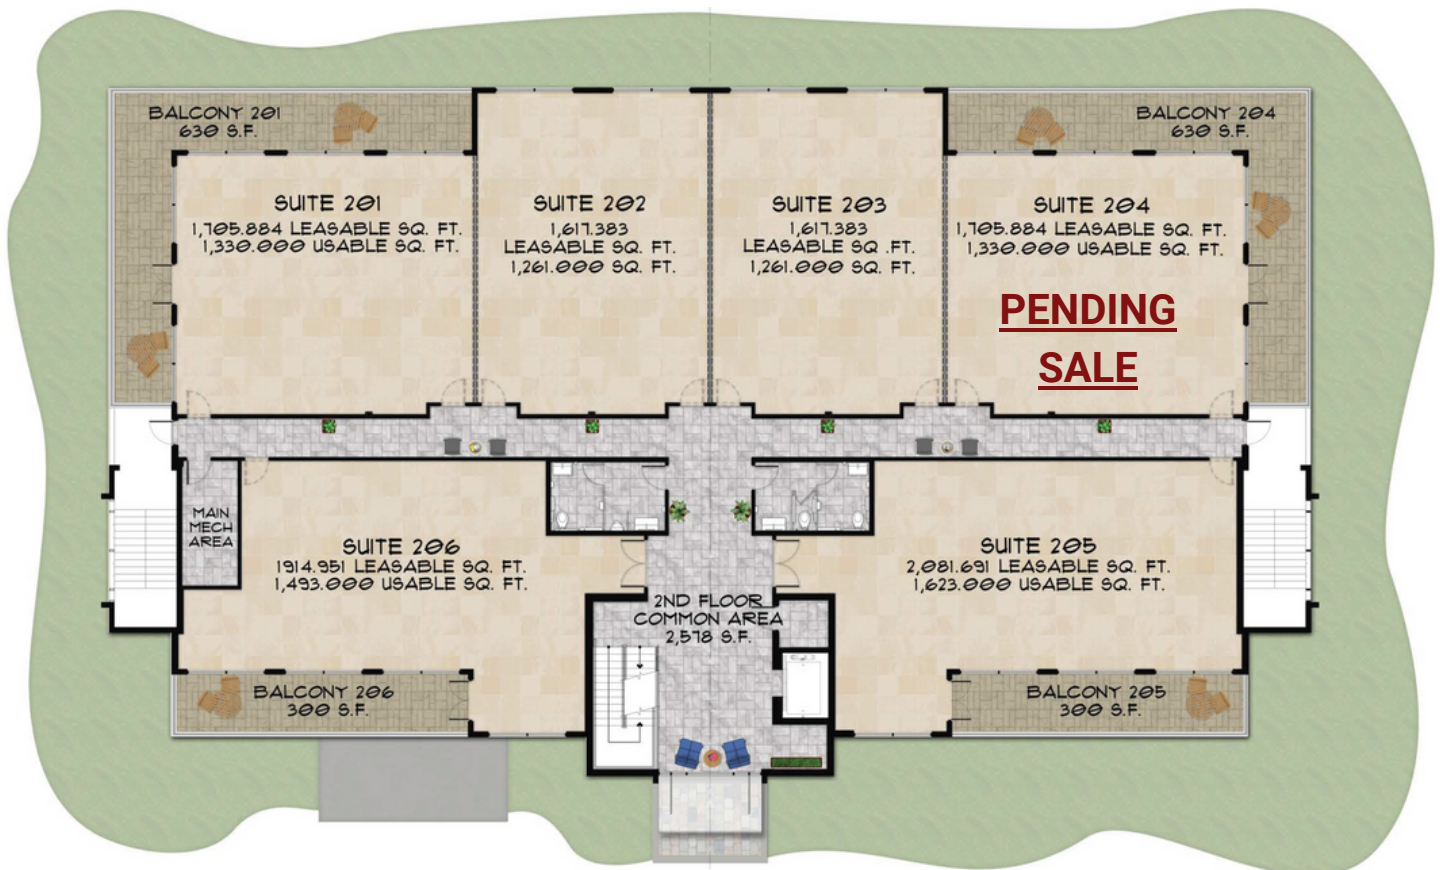 BALCONY 201
630 S.F.
BALCONY 204
630 S.F.
SUITE 201
1,705.884 LEASABLE SQ. FT.
1,330.000 USABLE SQ. FT.
SUITE 202
1,617.383
LEASABLE SQ. FT.
1,261.000 SQ. FT.
SUITE 203
1,617.383
LEASABLE SQ .FT.
1,261.000 SQ. FT.
SUITE 204
1,705.884 LEASABLE SQ. FT.
1,330.000 USABLE SQ. FT.
PENDING
SALE
MAIN
MECH
AREA
SUITE 206
1914.951 LEASABLE SQ. FT.
1,493.000 USABLE SQ. FT.
SUITE 205
2,081.691 LEASABLE SQ. FT.
1,623.000 USABLE SQ. FT.
2ND FLOOR
COMMON AREA
2,578 S.F.
BALCONY 206
300 S.F.
BALCONY 205
300 S.F.